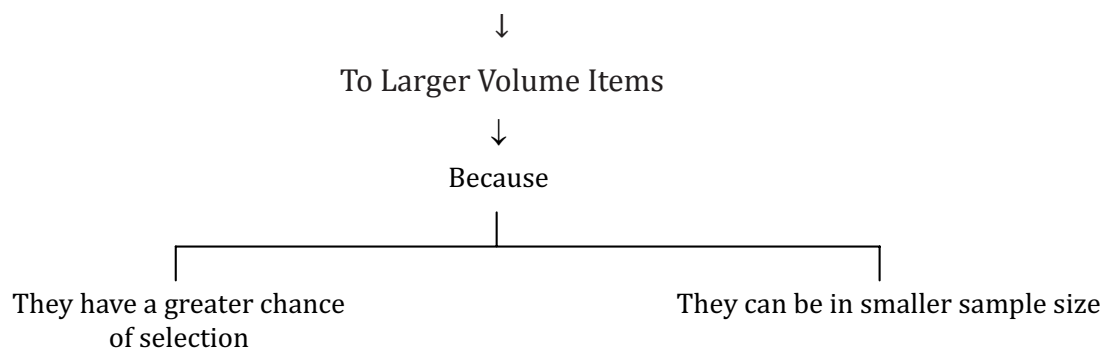 ↓
To Larger Volume Items
↓
Because
They have a greater chance
of selection
They can be in smaller sample size